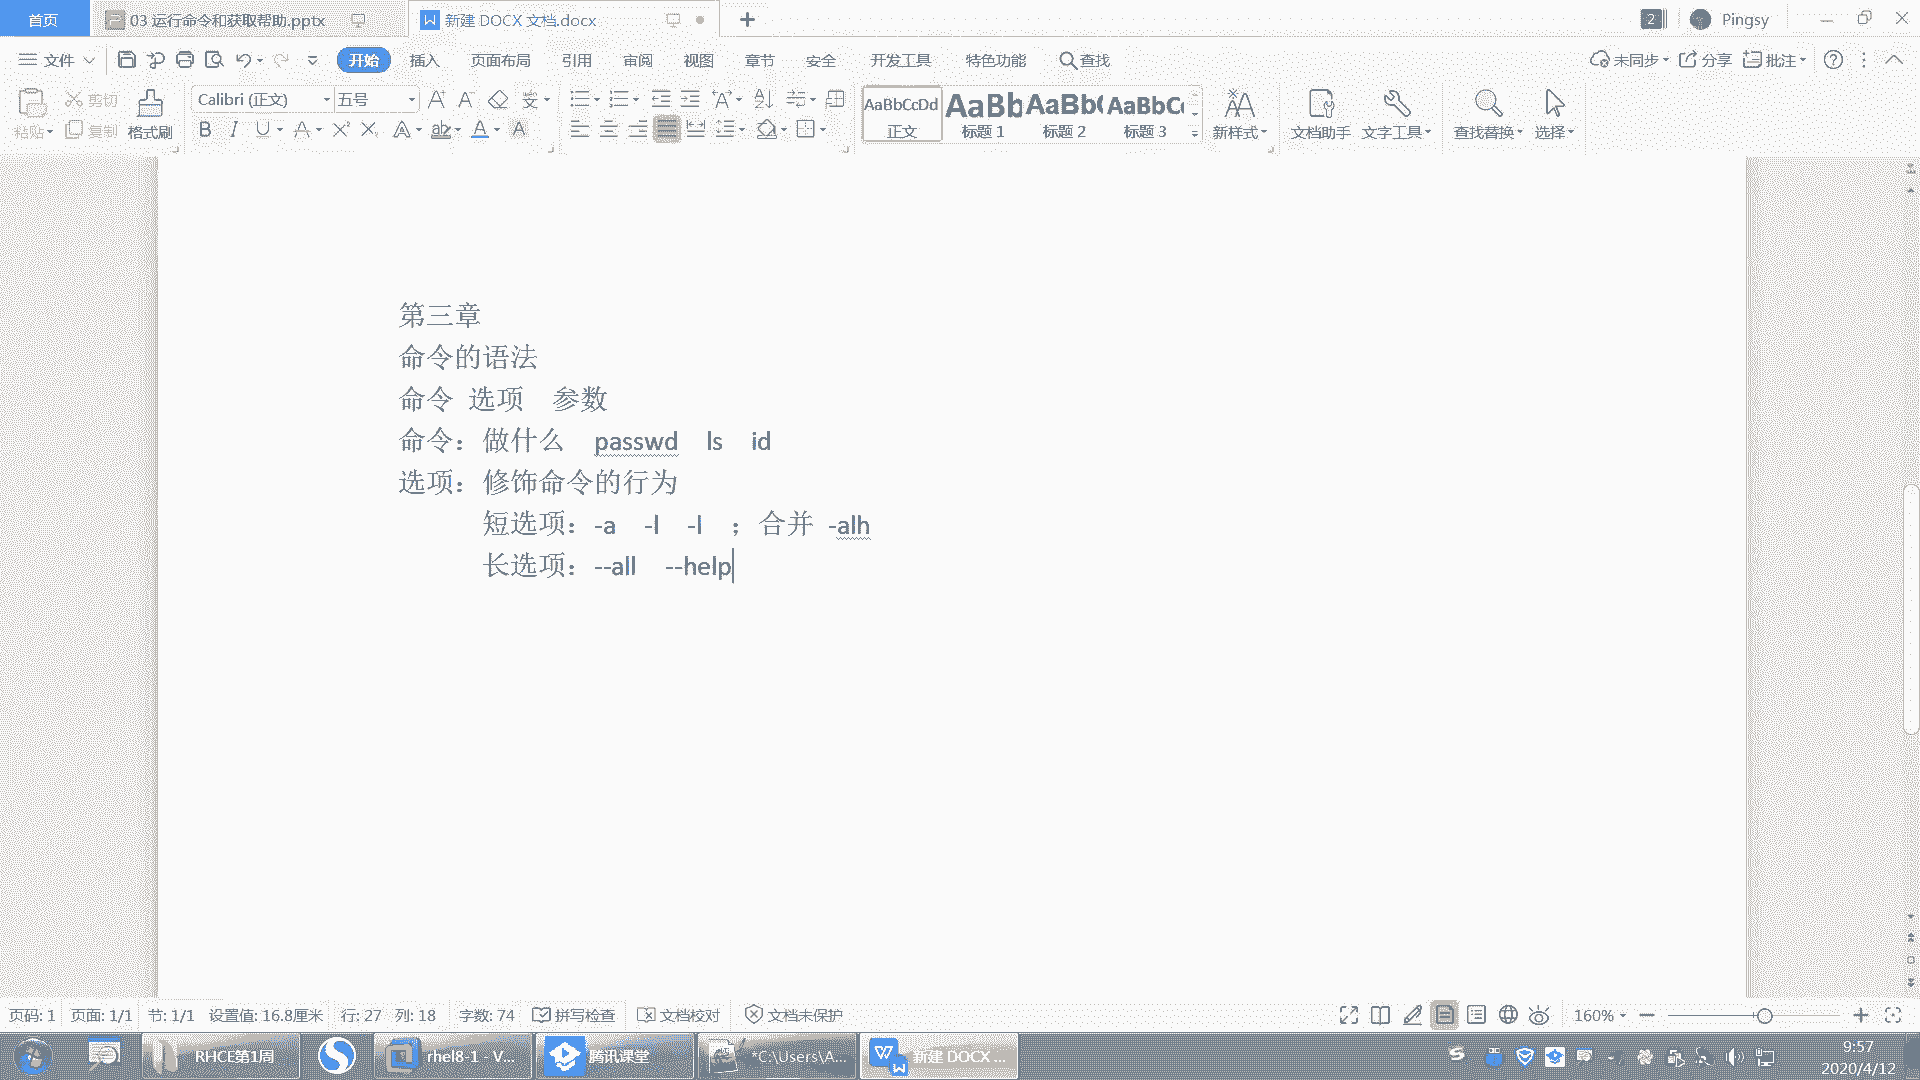 首页
03 运行命令和获取帮助.pptx
新建 DOCX 文档.docx
2
Pingsy
文件
开始
插入
页面布局
引用
审阅
视图
章节
安全
开发工具
特色功能
查找
未同步
分享
批注
粘贴
剪切
复制
格式刷
Calibri (正文)
五号
AaBbCcDd
正文
AaBb
标题 1
AaBb(
标题 2
AaBbC
标题 3
新样式
文档助手
文字工具
查找替换
选择
第三章
命令的语法
命令 选项 参数
命令：做什么 passwd ls id
选项：修饰命令的行为
短选项：-a -l -l ；合并 -alh
长选项：--all --help
页码: 1
页面: 1/1
节: 1/1
设置值: 16.8厘米
行: 27
列: 18
字数: 74
拼写检查
文档校对
文档未保护
160%
RHCE第1周
rhel8-1 - V...
腾讯课堂
*C:\Users\A...
新建 DOCX ...
9:57
2020/4/12